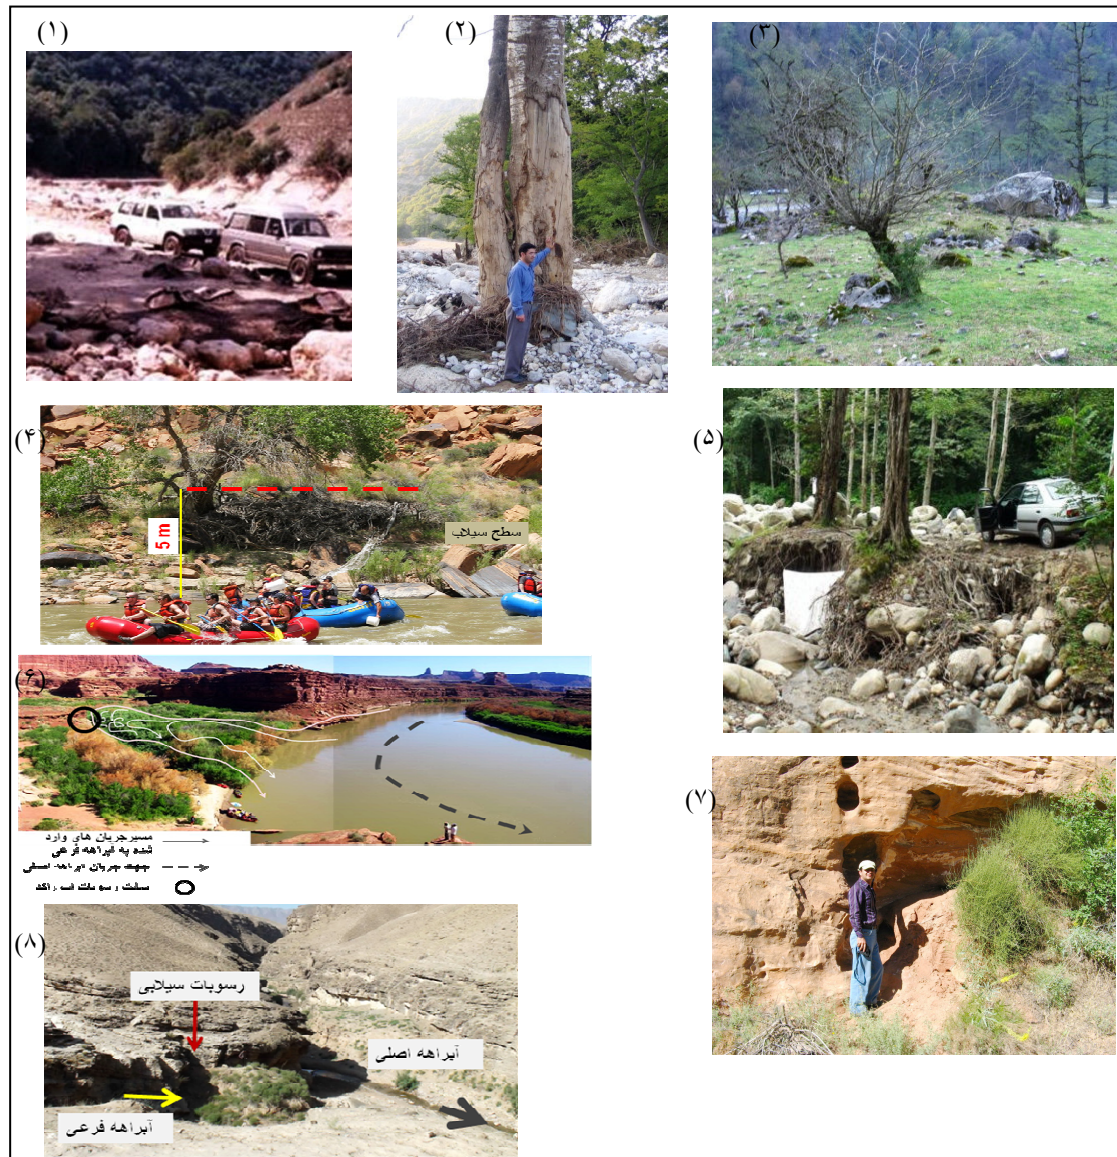 (۱)
(۲)
(۳)
(۴)
5 m
سطح سیلاب
(۵)
(۶)
مسیرجریان های وارد
شده به آبراهه فرعی
جهت جریان آبراهه اصلی
(۷)
(۸)
رسوبات سیلابی
آبراهه اصلی
آبراهه فرعی